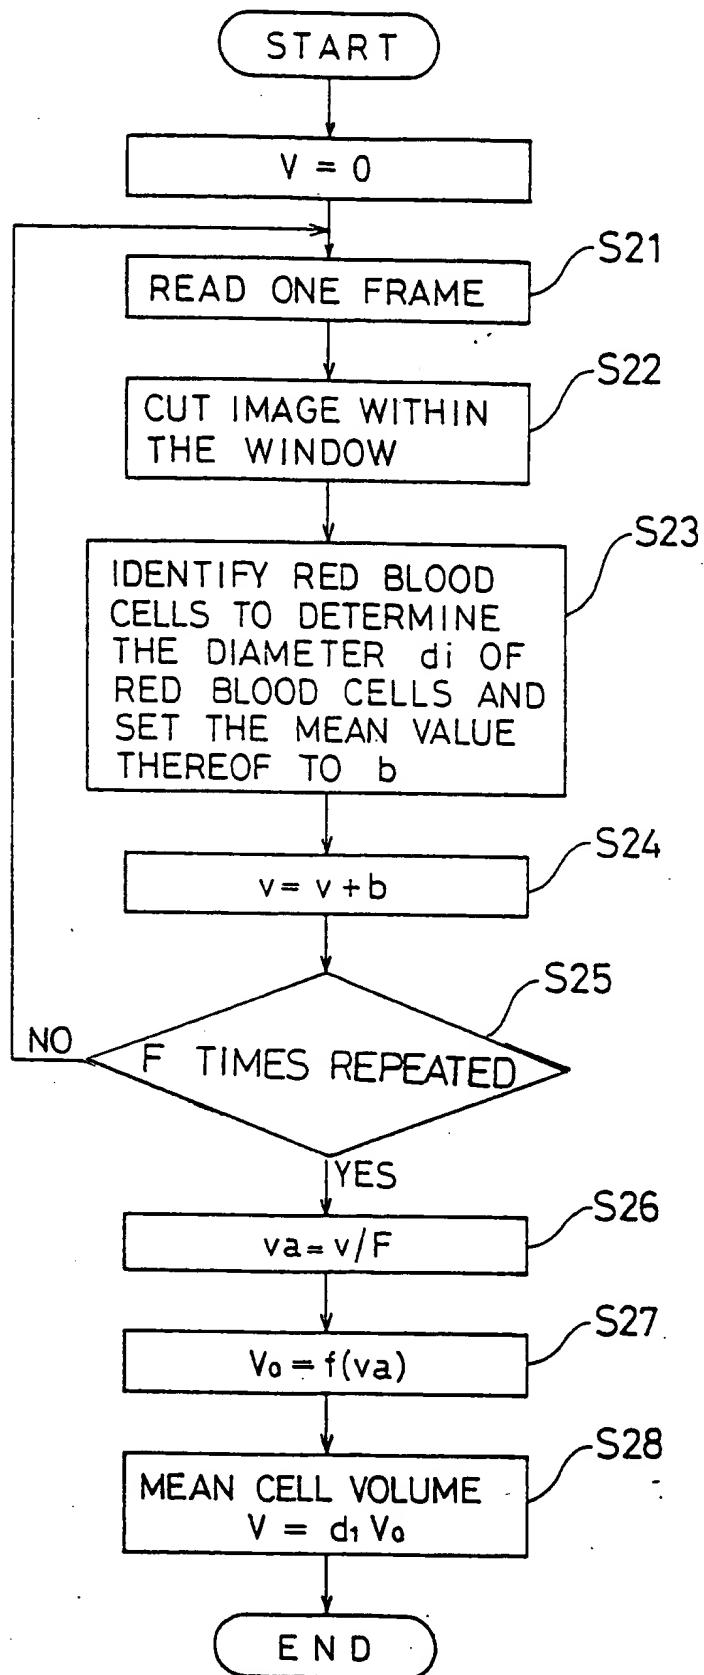 START
V = 0
S21
READ ONE FRAME
S22
CUT IMAGE WITHIN
THE WINDOW
S23
IDENTIFY RED BLOOD
CELLS TO DETERMINE
THE DIAMETER di OF
RED BLOOD CELLS AND
SET THE MEAN VALUE
THEREOF TO b
S24
v = v + b
S25
NO
F TIMES REPEATED
YES
S26
va = v/F
S27
V₀ = f(va)
S28
MEAN CELL VOLUME
V = d₁ V₀
END